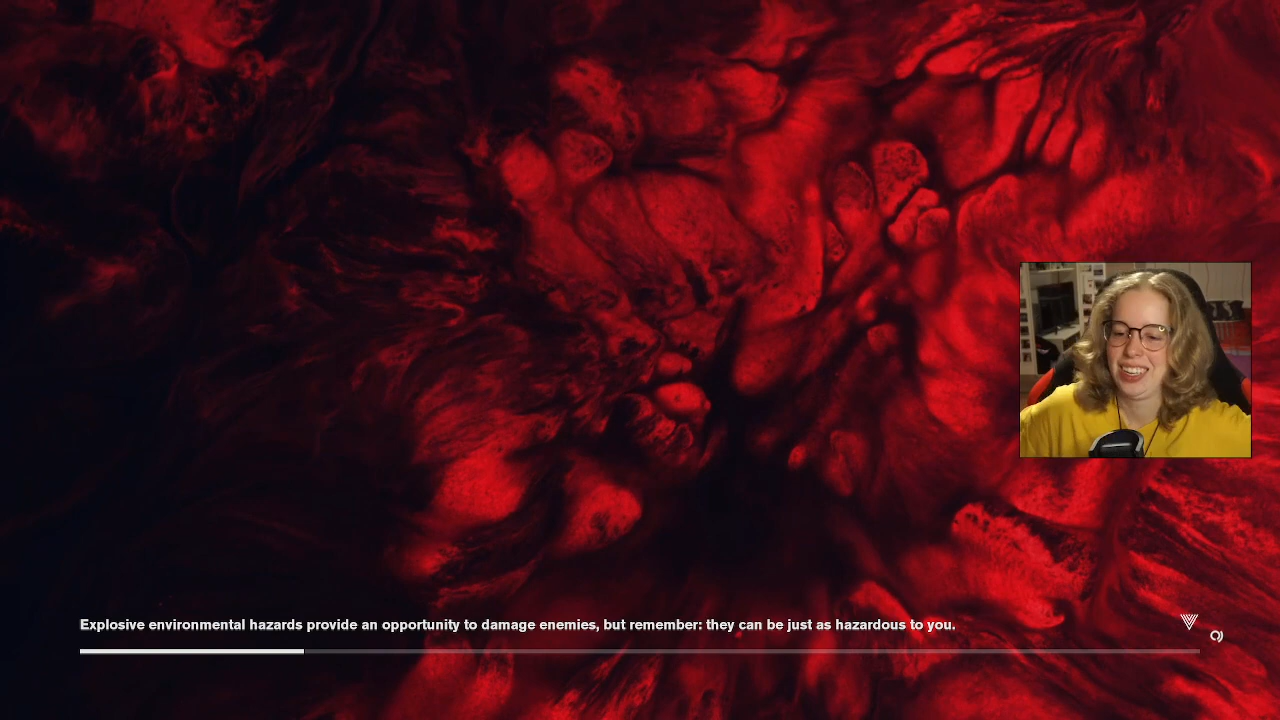 Explosive environmental hazards provide an opportunity to damage enemies, but remember: they can be just as hazardous to you.